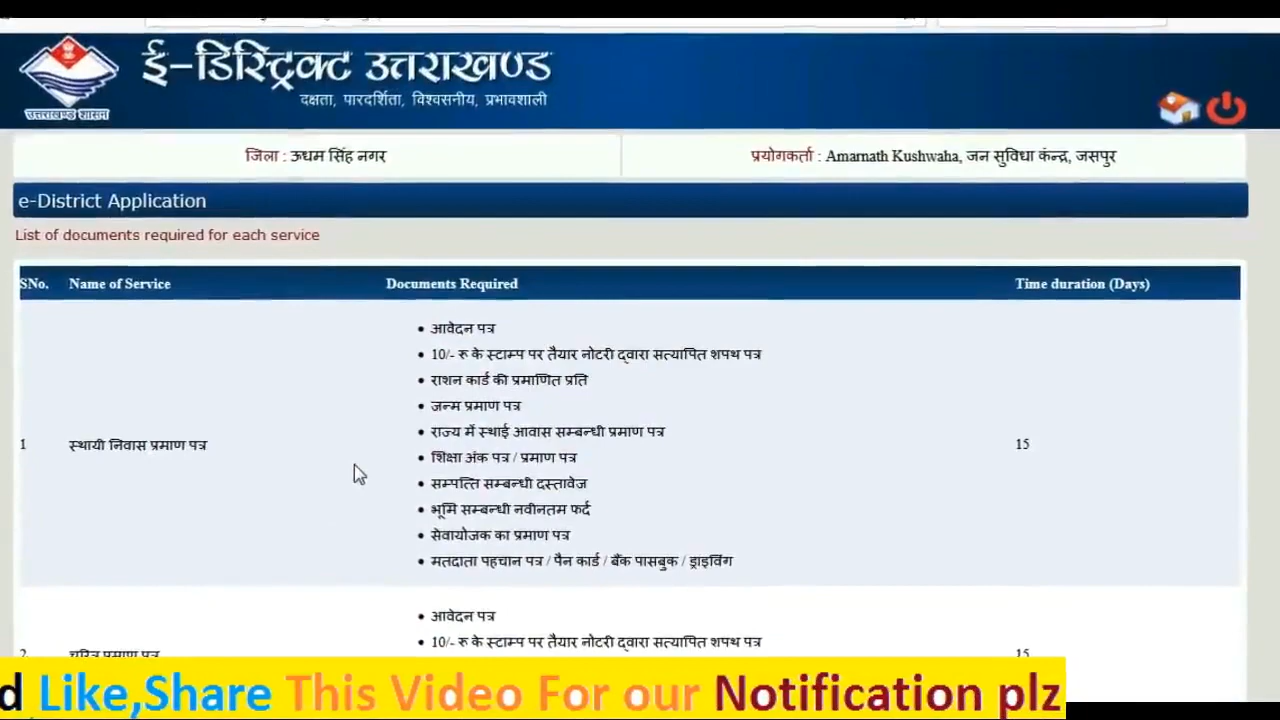 ई-डिस्ट्रिक्ट उत्तराखण्ड
दक्षता, पारदर्शिता, विश्वसनीय, प्रभावशाली
उत्तराखण्ड शासन
जिला : ऊधम सिंह नगर
प्रयोगकर्ता : Amarnath Kushwaha, जन सुविधा केंन्द्र, जसपुर
e-District Application
List of documents required for each service
SNo. Name of Service Documents Required Time duration (Days)
आवेदन पत्र
10/- रू के स्टाम्प पर तैयार नोटरी द्वारा सत्यापित शपथ पत्र
राशन कार्ड की प्रमाणित प्रति
जन्म प्रमाण पत्र
राज्य में स्थाई आवास सम्बन्धी प्रमाण पत्र
1 स्थायी निवास प्रमाण पत्र 15
शिक्षा अंक पत्र / प्रमाण पत्र
सम्पत्ति सम्बन्धी दस्तावेज
भूमि सम्बन्धी नवीनतम फर्द
सेवायोजक का प्रमाण पत्र
मतदाता पहचान पत्र / पैन कार्ड / बैंक पासबुक / ड्राइविंग
आवेदन पत्र
10/- रू के स्टाम्प पर तैयार नोटरी द्वारा सत्यापित शपथ पत्र
2 चरित्र प्रमाण पत्र 15
d Like,Share This Video For our Notification plz